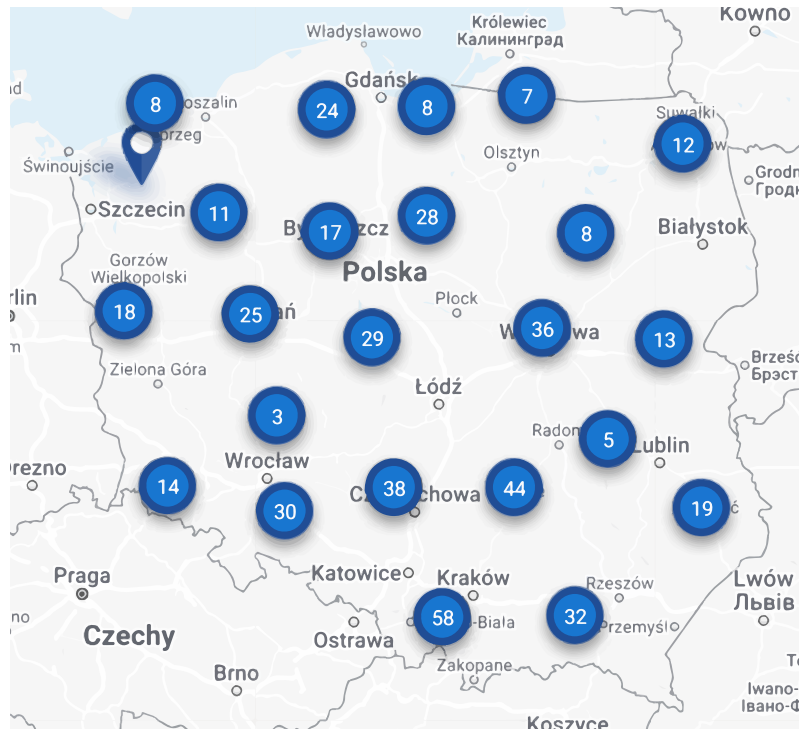 Kowno
Królewiec
Калининград
Władysławowo
Gdańsk
8
24
8
7
Suwałki
12
Olsztyn
Świnoujście
Grodn
Гродн
Szczecin
11
28
17
8
Białystok
Polska
Gorzów
Wielkopolski
rlin
18
25
Płock
29
36
13
Zielona Góra
Brześć
Брэст
Łódź
3
Radom
5
Lublin
Wrocław
14
30
38
44
19
Katowice
Kraków
Rzeszów
Praga
Lwów
Львів
58
-Biała
32
Przemyśl
Czechy
Ostrawa
Zakopane
Brno
Iwano-
Івано-Ф
Koszyce